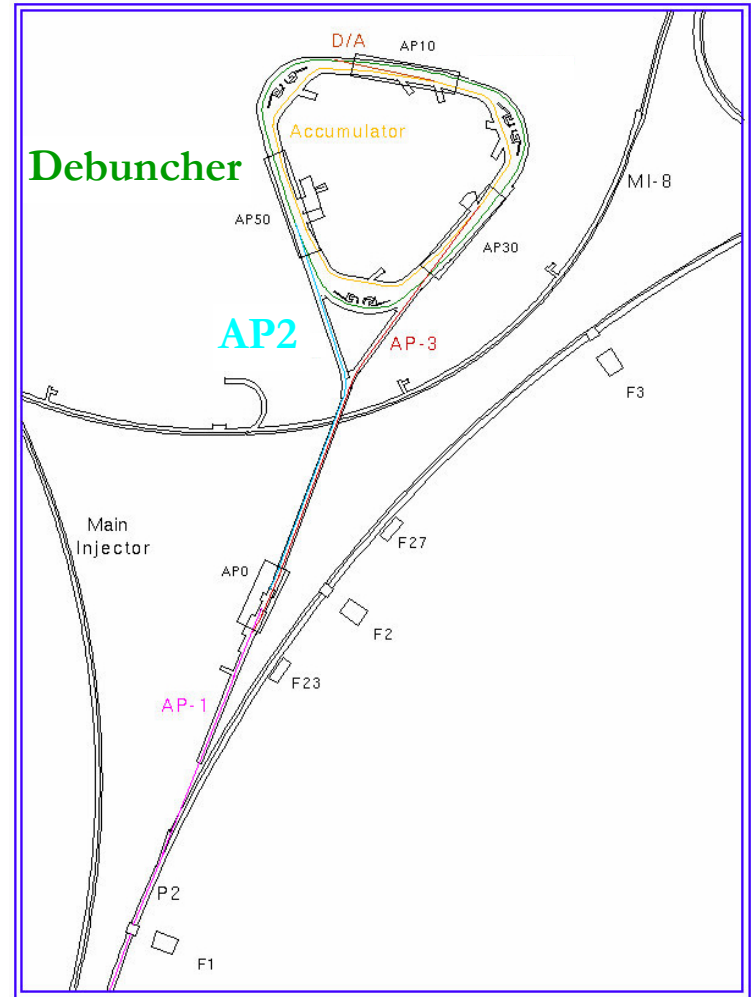 D/A
AP10
Accumulator
Debuncher
MI-8
AP50
AP30
AP2
AP-3
F3
Main
Injector
F27
AP0
F2
F23
AP-1
P2
F1